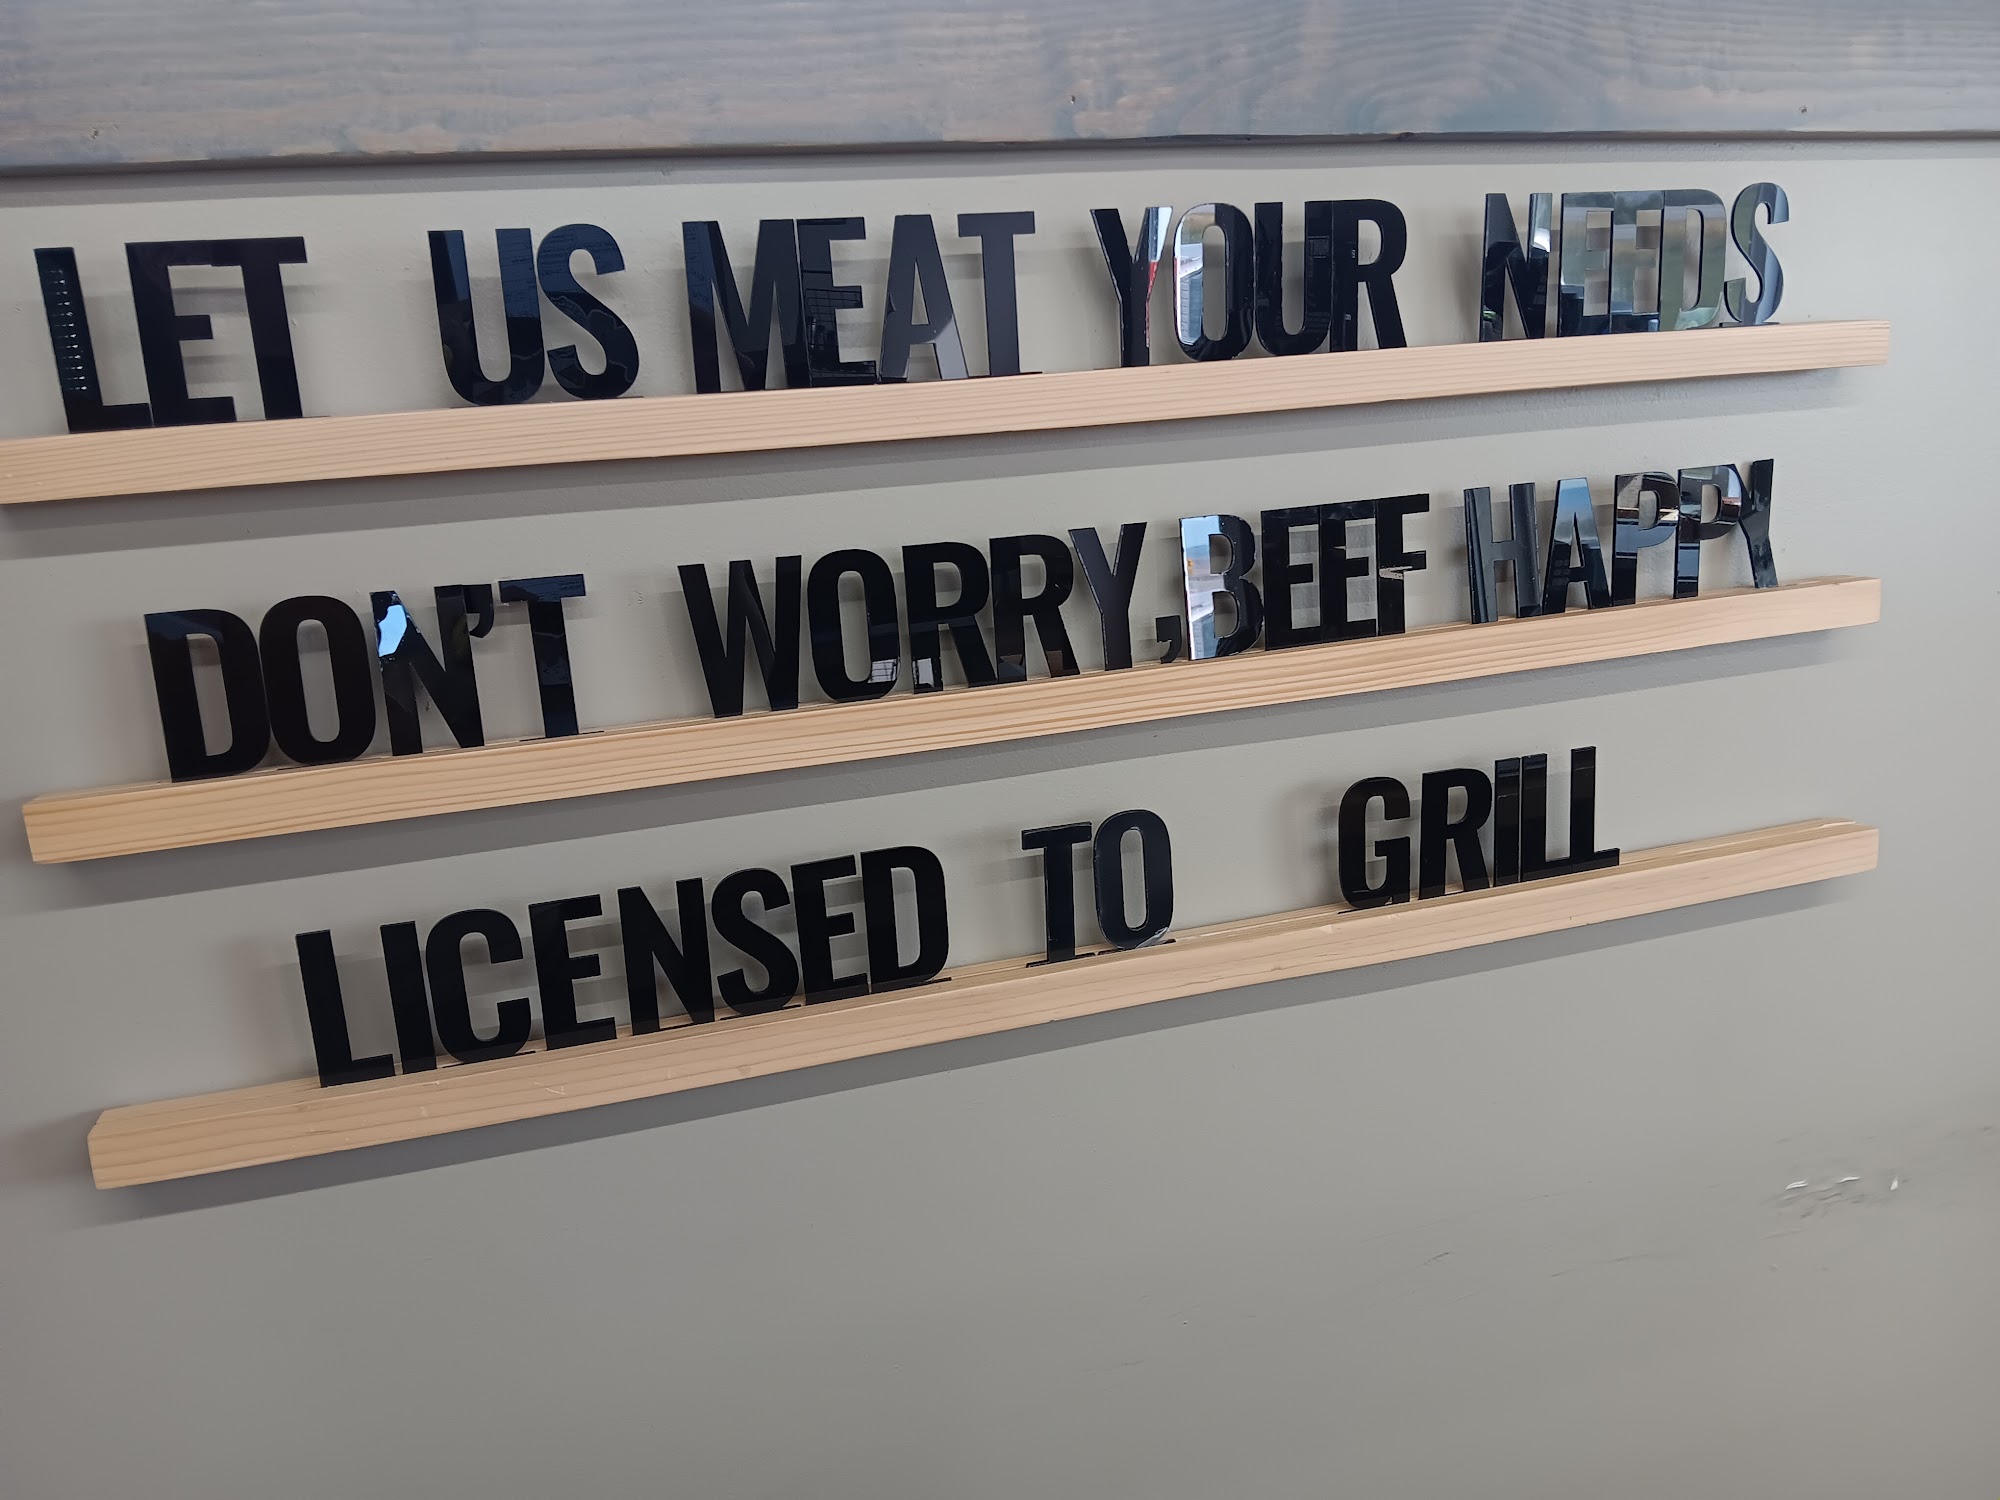 LET US MEAT YOUR NEEDS
DON'T WORRY, BEEF HAPPY
LICENSED TO GRILL